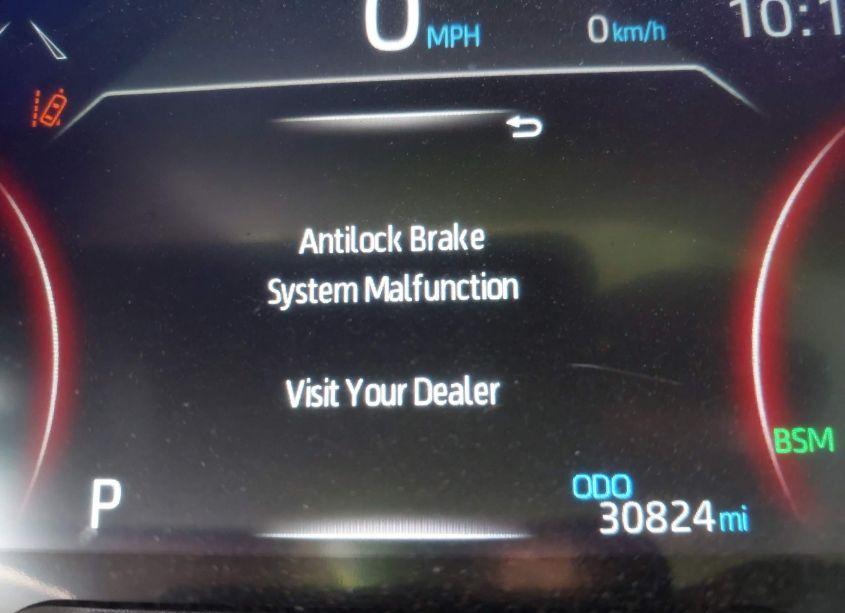 0 MPH 0 km/h 10:1
Antilock Brake
System Malfunction
Visit Your Dealer
BSM
P ODO
30824 mi